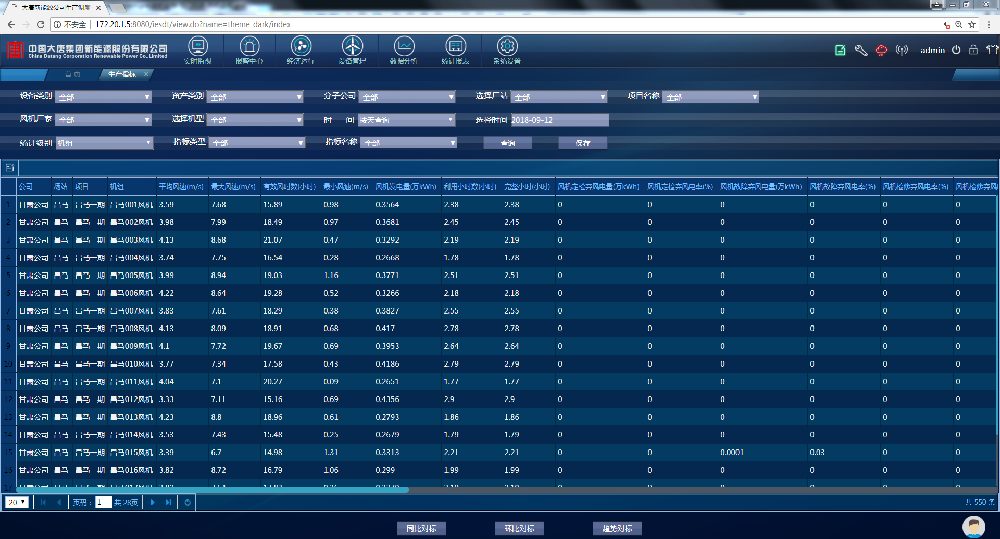 大唐新能源公司生产调度
不安全 172.20.1.5:8080/iesdt/view.do?name=theme_dark/index
中国大唐集团新能源股份有限公司
China Datang Corporation Renewable Power Co.,Limited
实时监视 报警中心 经济运行 设备管理 数据分析 统计报表 系统设置
admin
首页 生产指标
设备类别 全部 资产类别 全部 分子公司 全部 选择厂站 全部 项目名称 全部
风机厂家 全部 选择机型 全部 时 间 按天查询 选择时间 2018-09-12
统计级别 机组 指标类型 全部 指标名称 全部 查询 保存
公司 场站 项目 机组 平均风速(m/s) 最大风速(m/s) 有效风时数(小时) 最小风速(m/s) 风机发电量(万kWh) 利用小时数(小时) 完整小时(小时) 风机定检弃风电量(万kWh) 风机定检弃风电率(%) 风机故障弃风电量(万kWh) 风机故障弃风电率(%) 风机检修弃风电率(%) 风机检修弃风
1 甘肃公司 昌马 昌马一期 昌马001风机 3.59 7.68 15.89 0.98 0.3564 2.38 2.38 0 0 0 0 0 0
2 甘肃公司 昌马 昌马一期 昌马002风机 3.98 7.99 18.49 0.97 0.3681 2.45 2.45 0 0 0 0 0 0
3 甘肃公司 昌马 昌马一期 昌马003风机 4.13 8.68 21.07 0.47 0.3292 2.19 2.19 0 0 0 0 0 0
4 甘肃公司 昌马 昌马一期 昌马004风机 3.74 7.75 16.54 0.28 0.2668 1.78 1.78 0 0 0 0 0 0
5 甘肃公司 昌马 昌马一期 昌马005风机 3.99 8.94 19.03 1.16 0.3771 2.51 2.51 0 0 0 0 0 0
6 甘肃公司 昌马 昌马一期 昌马006风机 4.22 8.64 19.28 0.52 0.3266 2.18 2.18 0 0 0 0 0 0
7 甘肃公司 昌马 昌马一期 昌马007风机 3.83 7.61 18.29 0.38 0.3827 2.55 2.55 0 0 0 0 0 0
8 甘肃公司 昌马 昌马一期 昌马008风机 4.13 8.09 18.91 0.68 0.417 2.78 2.78 0 0 0 0 0 0
9 甘肃公司 昌马 昌马一期 昌马009风机 4.1 7.72 19.67 0.69 0.3953 2.64 2.64 0 0 0 0 0 0
10 甘肃公司 昌马 昌马一期 昌马010风机 3.77 7.34 17.58 0.43 0.4186 2.79 2.79 0 0 0 0 0 0
11 甘肃公司 昌马 昌马一期 昌马011风机 4.04 7.1 20.27 0.09 0.2651 1.77 1.77 0 0 0 0 0 0
12 甘肃公司 昌马 昌马一期 昌马012风机 3.33 7.11 15.16 0.69 0.4356 2.9 2.9 0 0 0 0 0 0
13 甘肃公司 昌马 昌马一期 昌马013风机 4.23 8.8 18.96 0.61 0.2793 1.86 1.86 0 0 0 0 0 0
14 甘肃公司 昌马 昌马一期 昌马014风机 3.53 7.43 15.48 0.25 0.2679 1.79 1.79 0 0 0 0 0 0
15 甘肃公司 昌马 昌马一期 昌马015风机 3.39 6.7 14.98 1.31 0.3313 2.21 2.21 0 0 0.0001 0.03 0 0
16 甘肃公司 昌马 昌马一期 昌马016风机 3.82 8.72 16.79 1.06 0.299 1.99 1.99 0 0 0 0 0 0
17 甘肃公司 昌马 昌马一期 昌马017风机
20 页码： 1 共 28页 共 550 条
同比对标 环比对标 趋势对标